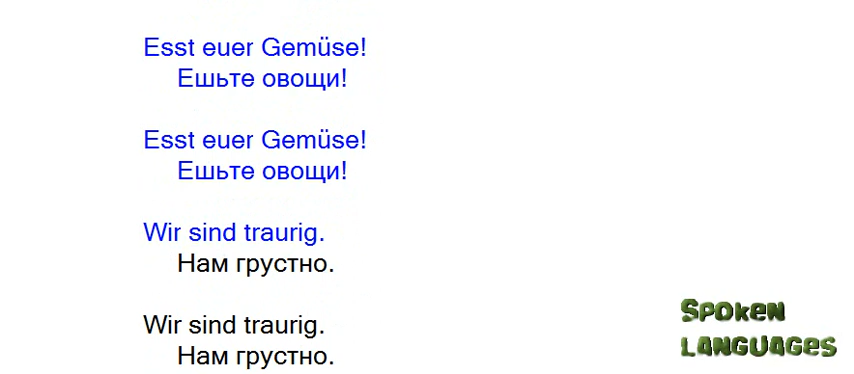 Esst euer Gemüse!
Ешьте овощи!
Esst euer Gemüse!
Ешьте овощи!
Wir sind traurig.
Нам грустно.
Wir sind traurig.
Нам грустно.
Spoken
Languages